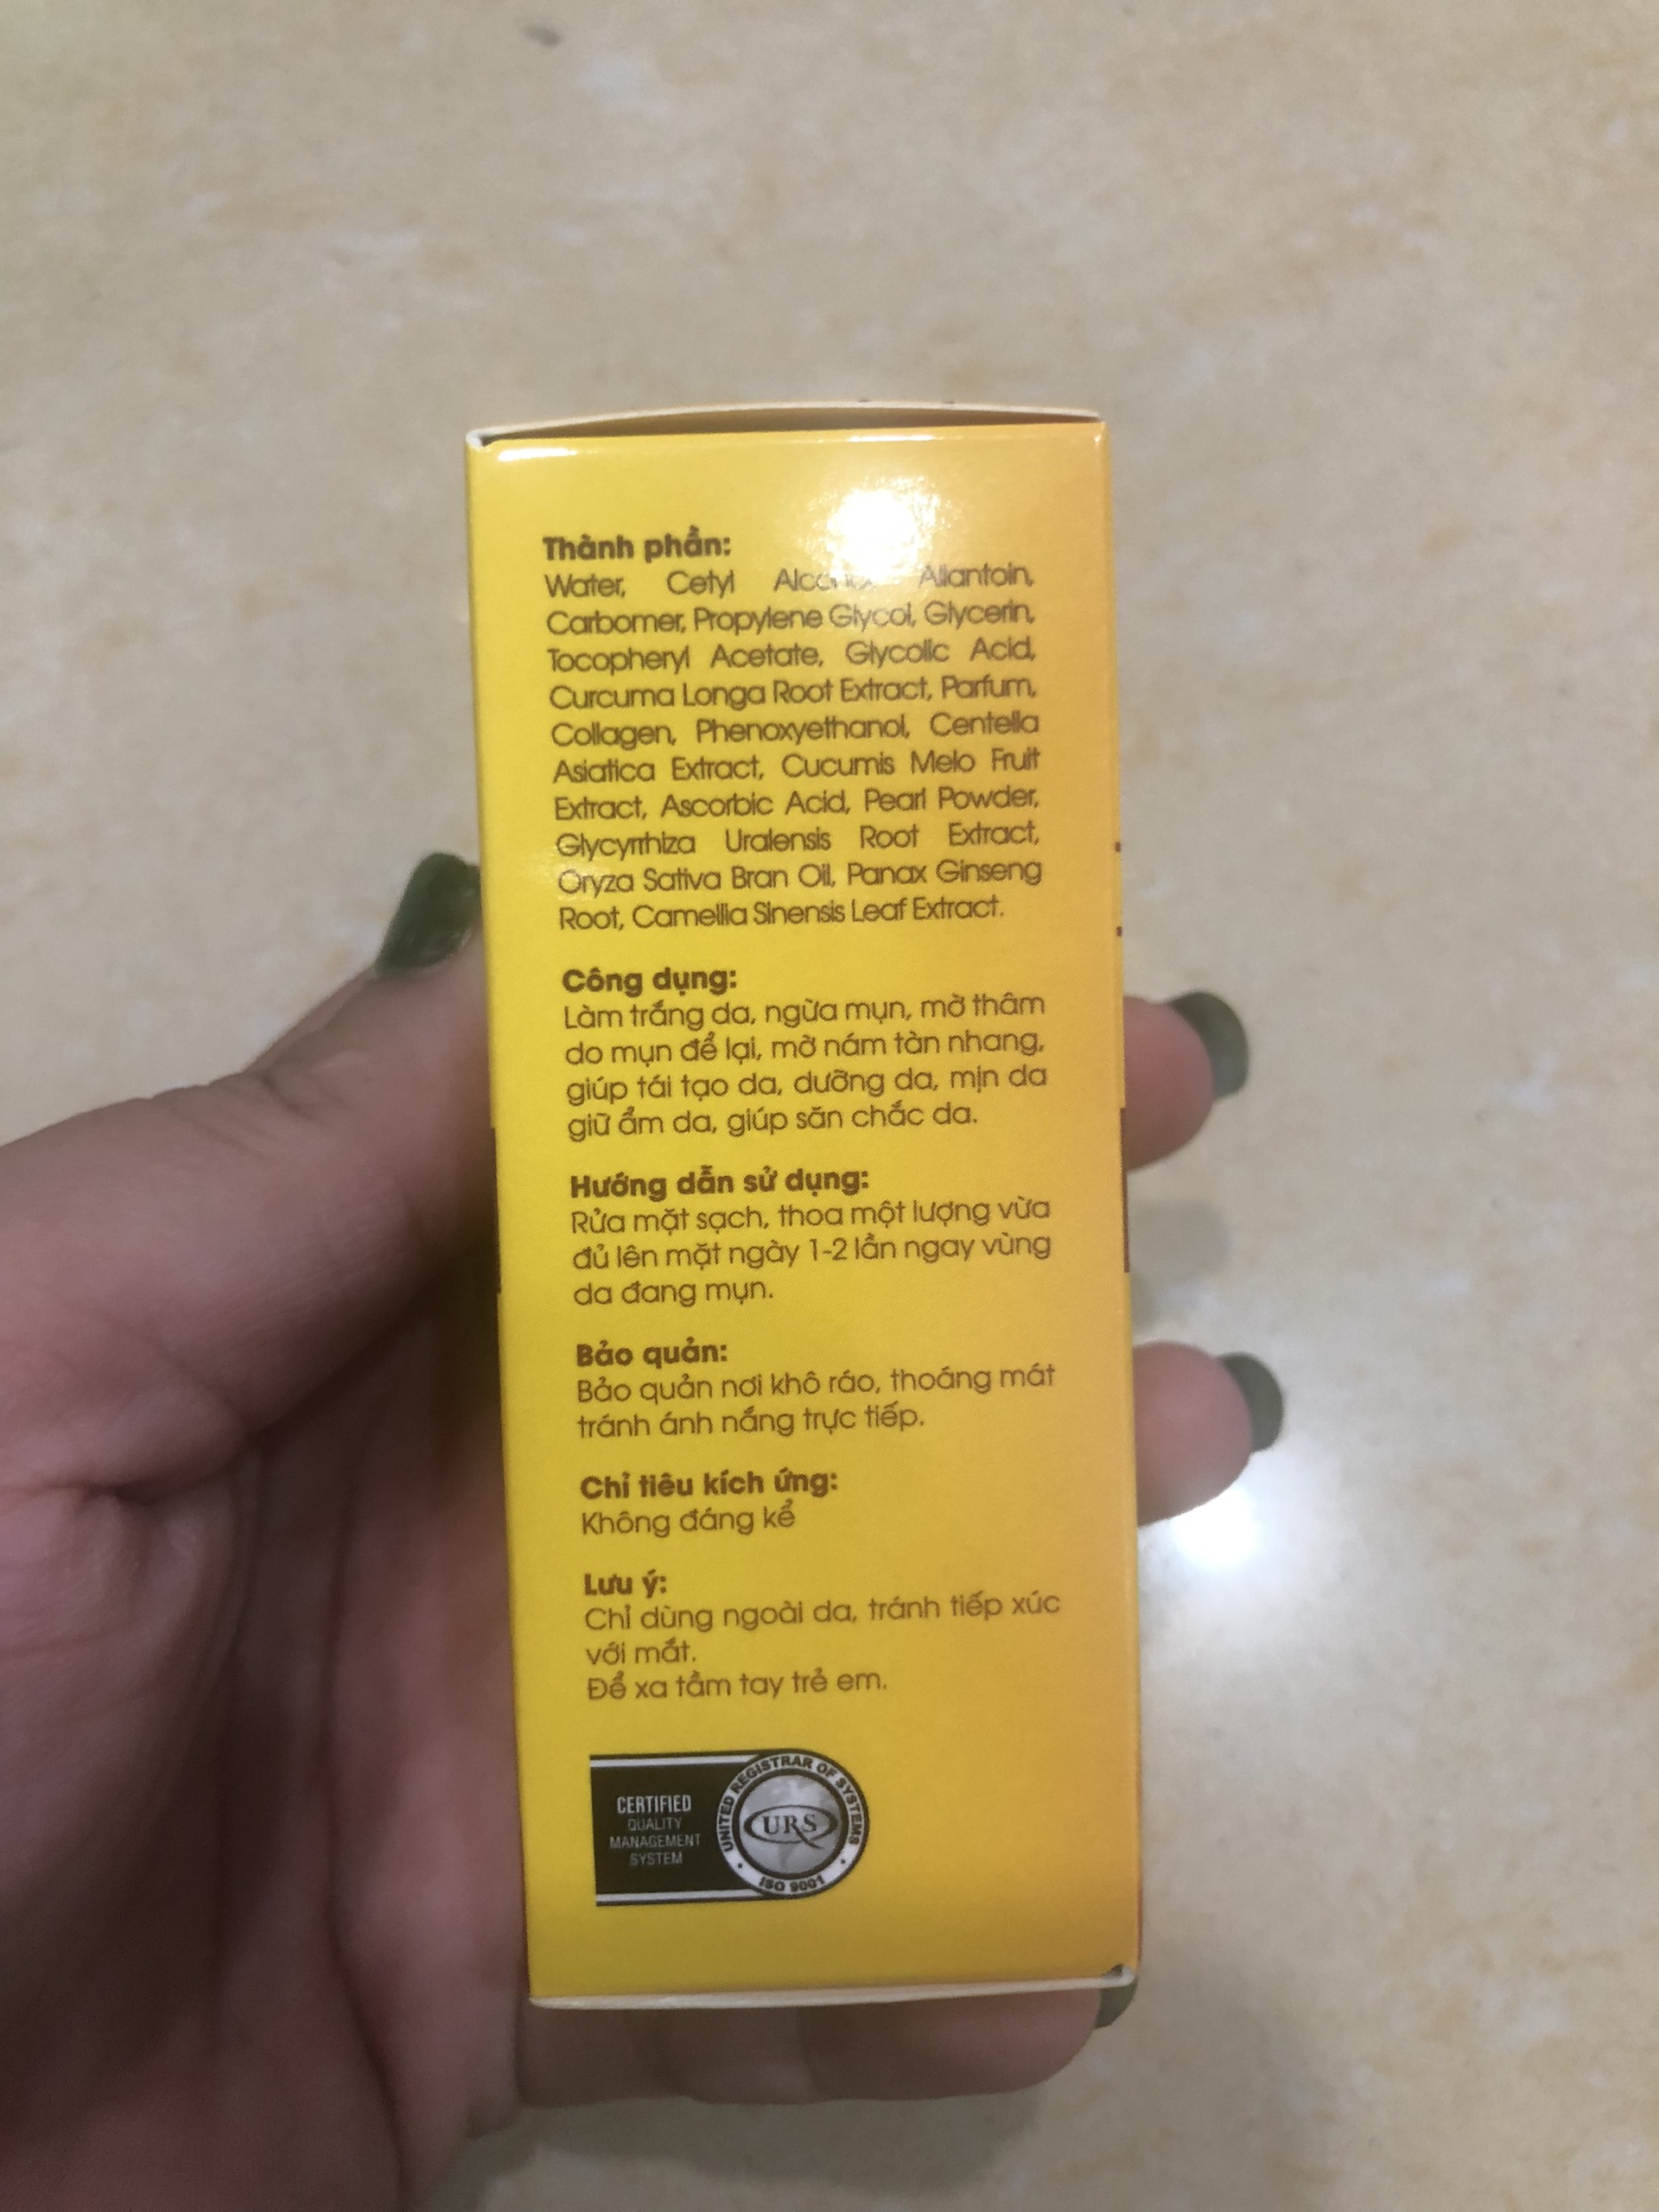 Thành phần:
Water, Cetyl Alcohol, Allantoin,
Carbomer, Propylene Glycol, Glycerin,
Tocopheryl Acetate, Glycolic Acid,
Curcuma Longa Root Extract, Parfum,
Collagen, Phenoxyethanol, Centella
Asiatica Extract, Cucumis Melo Fruit
Extract, Ascorbic Acid, Pearl Powder,
Glycyrrhiza Uralensis Root Extract,
Oryza Sativa Bran Oil, Panax Ginseng
Root, Camellia Sinensis Leaf Extract.
Công dụng:
Làm trắng da, ngừa mụn, mờ thâm
do mụn để lại, mờ nám tàn nhang,
giúp tái tạo da, dưỡng da, mịn da
giữ ẩm da, giúp săn chắc da.
Hướng dẫn sử dụng:
Rửa mặt sạch, thoa một lượng vừa
đủ lên mặt ngày 1-2 lần ngay vùng
da đang mụn.
Bảo quản:
Bảo quản nơi khô ráo, thoáng mát
tránh ánh nắng trực tiếp.
Chỉ tiêu kích ứng:
Không đáng kể
Lưu ý:
Chỉ dùng ngoài da, tránh tiếp xúc
với mắt.
Để xa tầm tay trẻ em.
CERTIFIED
QUALITY
MANAGEMENT
SYSTEM
UNITED REGISTRAR OF SYSTEMS
URS
ISO 9001